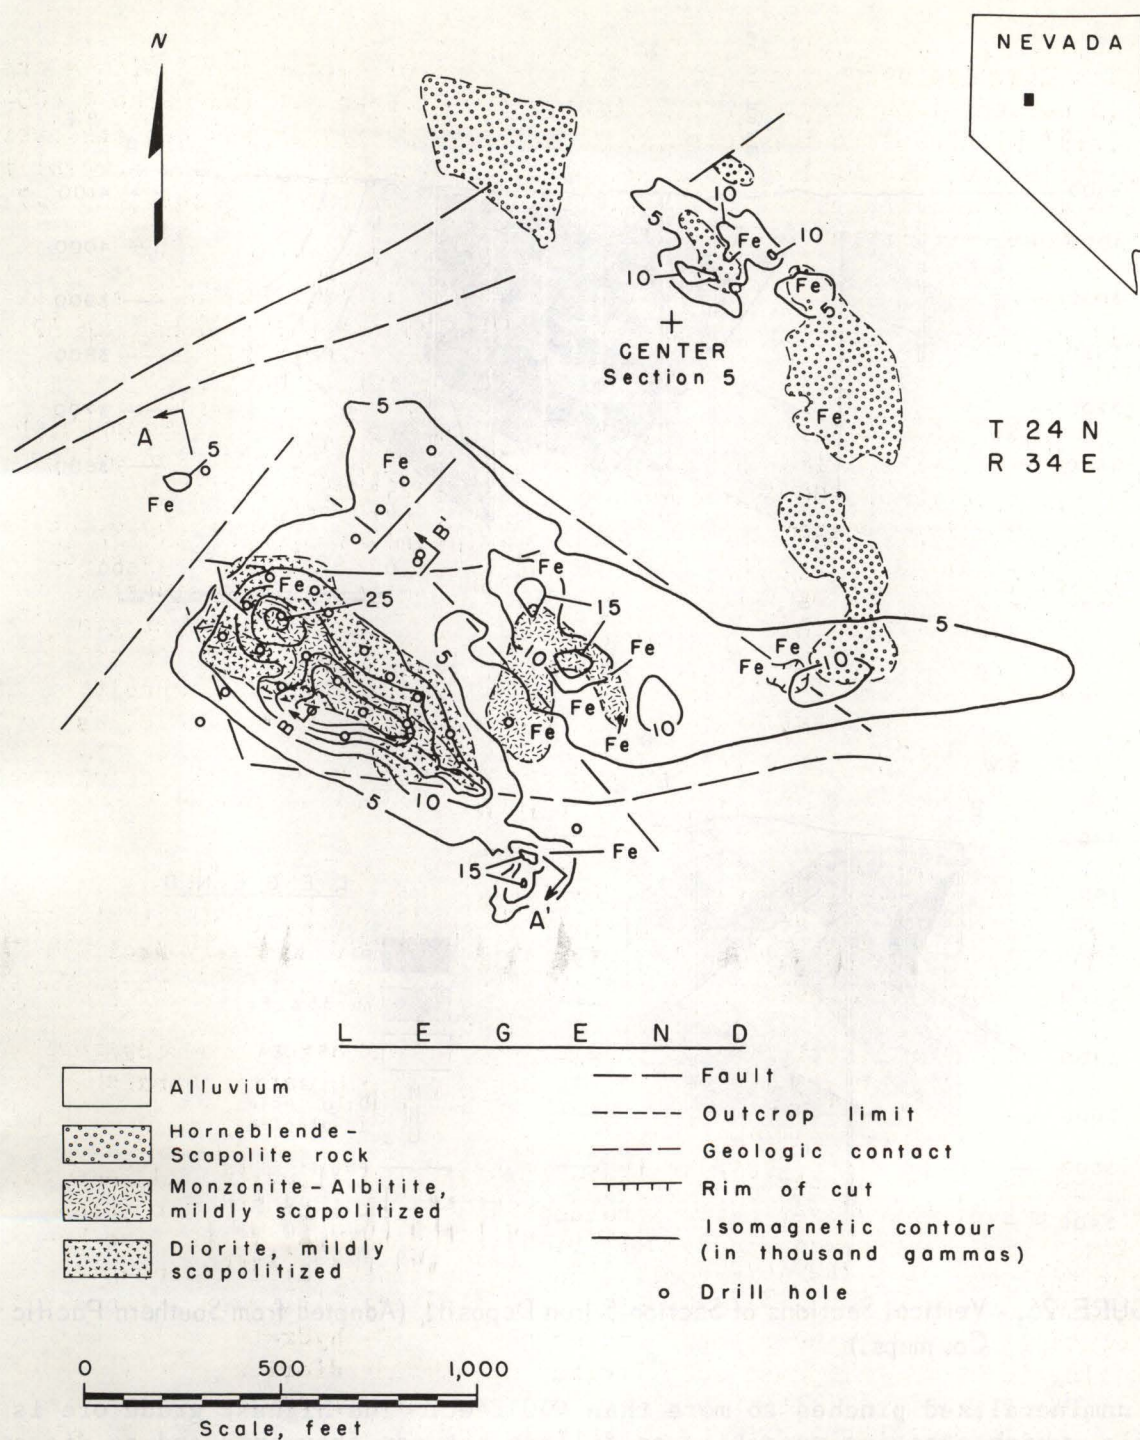 N
NEVADA
10
5
Fe
10
10
Fe
5
CENTER
Section 5
Fe
T 24 N
R 34 E
A
5
Fe
5
Fe
B'
Fe
Fe
25
15
5
10
Fe
Fe
Fe
10
5
B
Fe
Fe
10
Fe
5
10
Fe
15
A'
LEGEND
Alluvium
Horneblende-
Scapolite rock
Monzonite-Albitite,
mildly scapolitized
Diorite, mildly
scapolitized
Fault
Outcrop limit
Geologic contact
Rim of cut
Isomagnetic contour
(in thousand gammas)
Drill hole
0 500 1,000
Scale, feet